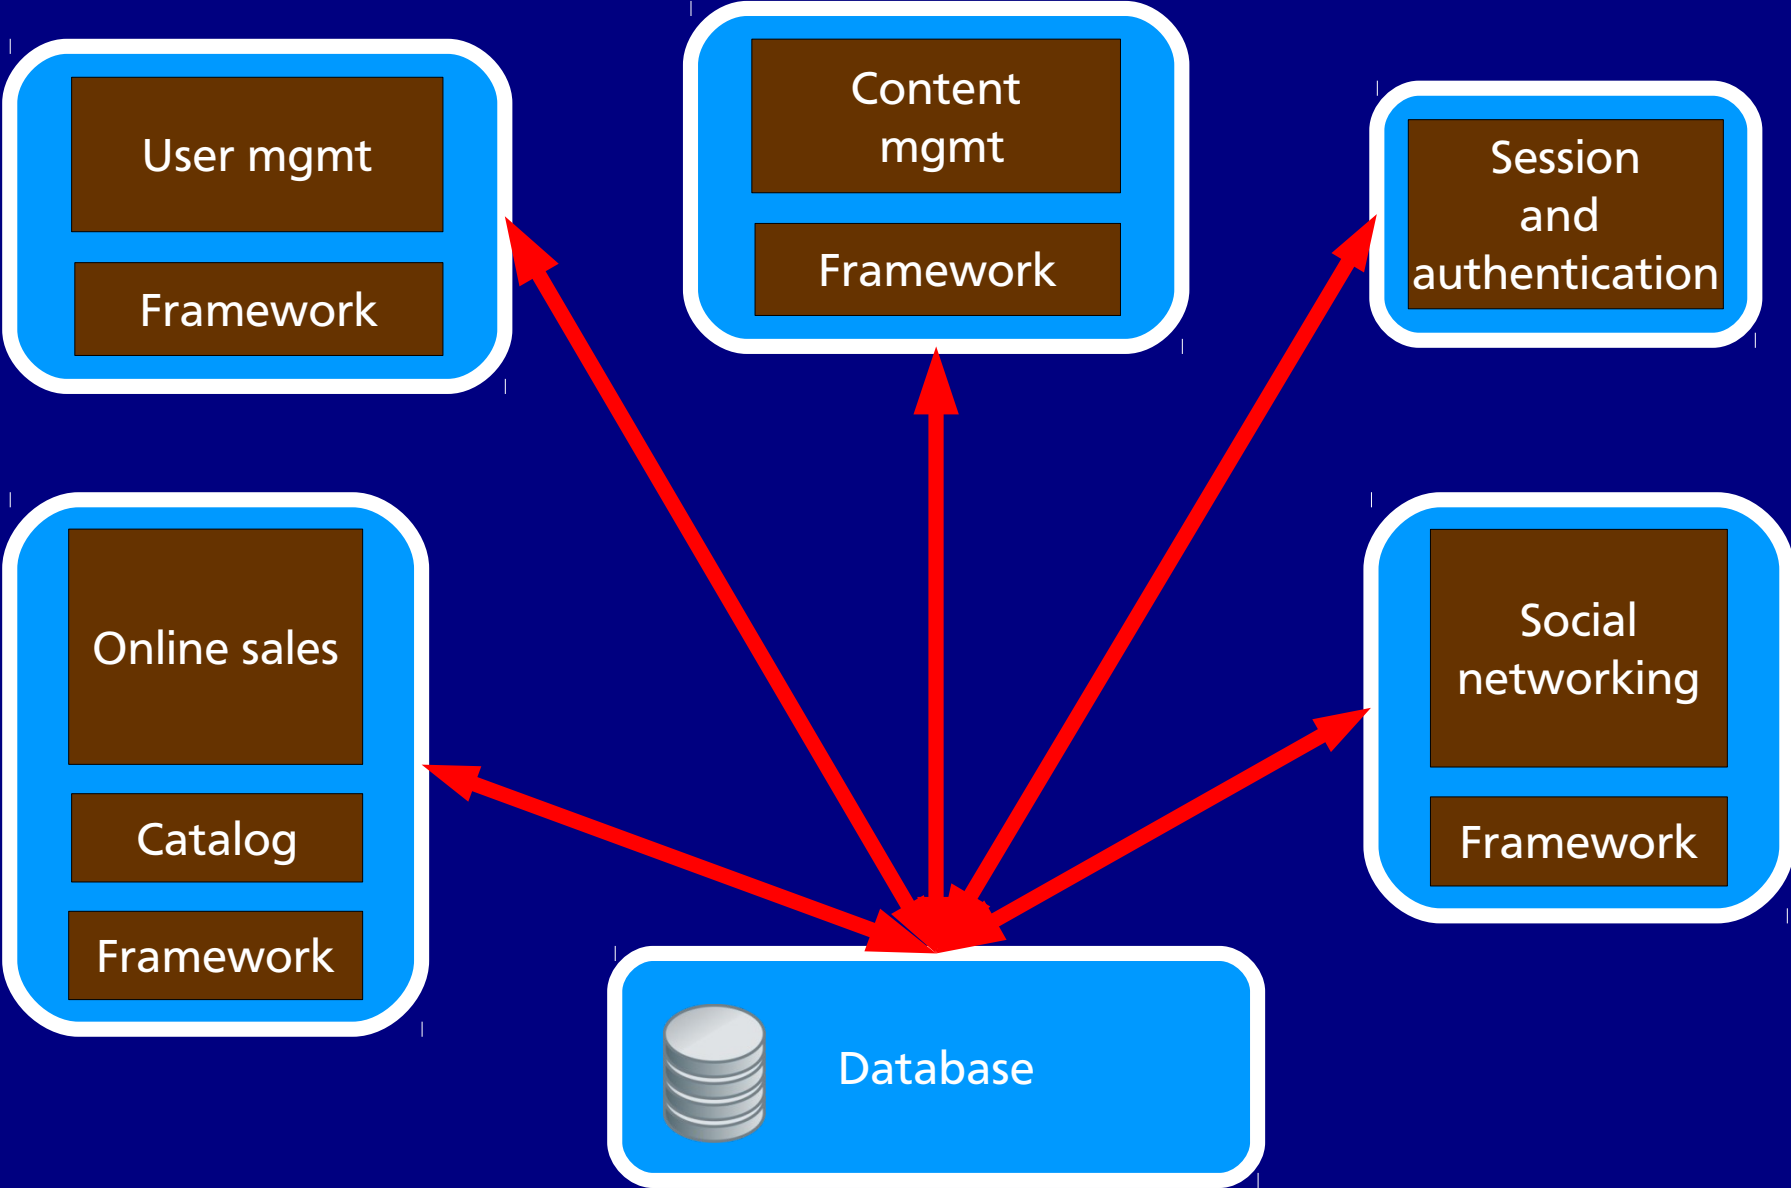 User mgmt
Framework
Content
mgmt
Framework
Session
and
authentication
Online sales
Catalog
Framework
Social
networking
Framework
Database